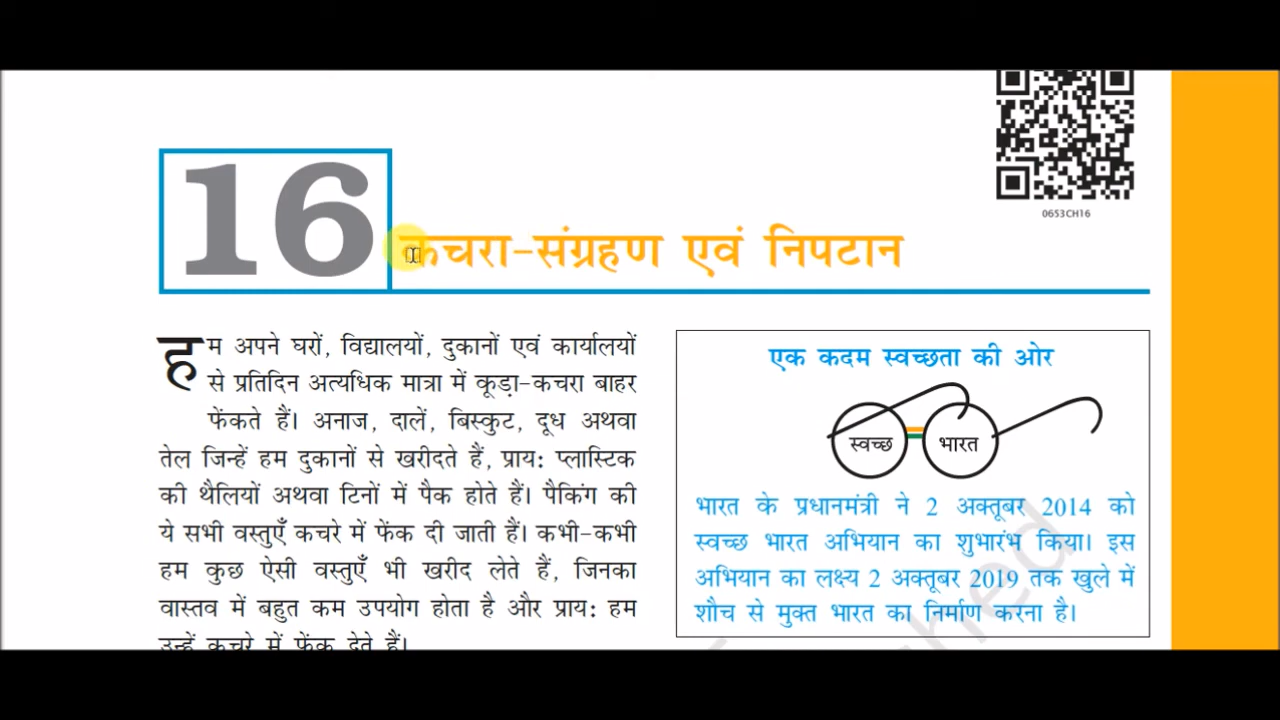 0653CH16
16
कचरा-संग्रहण एवं निपटान
हम अपने घरों, विद्यालयों, दुकानों एवं कार्यालयों
से प्रतिदिन अत्यधिक मात्रा में कूड़ा-कचरा बाहर
फेंकते हैं। अनाज, दालें, बिस्कुट, दूध अथवा
तेल जिन्हें हम दुकानों से खरीदते हैं, प्राय: प्लास्टिक
की थैलियों अथवा टिनों में पैक होते हैं। पैकिंग की
ये सभी वस्तुएँ कचरे में फेंक दी जाती हैं। कभी-कभी
हम कुछ ऐसी वस्तुएँ भी खरीद लेते हैं, जिनका
वास्तव में बहुत कम उपयोग होता है और प्राय: हम
उन्हें कचरे में फेंक देते हैं।
एक कदम स्वच्छता की ओर
स्वच्छ भारत
भारत के प्रधानमंत्री ने 2 अक्तूबर 2014 को
स्वच्छ भारत अभियान का शुभारंभ किया। इस
अभियान का लक्ष्य 2 अक्तूबर 2019 तक खुले में
शौच से मुक्त भारत का निर्माण करना है।